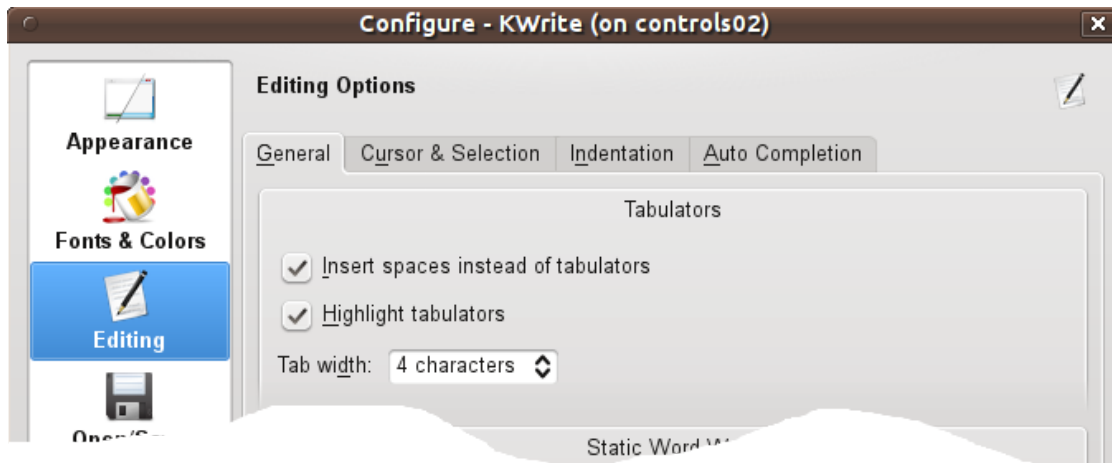 Configure - KWrite (on controls02)
Appearance
Fonts & Colors
Editing
Editing Options
General Cursor & Selection Indentation Auto Completion
Tabulators
Insert spaces instead of tabulators
Highlight tabulators
Tab width: 4 characters
Static Word